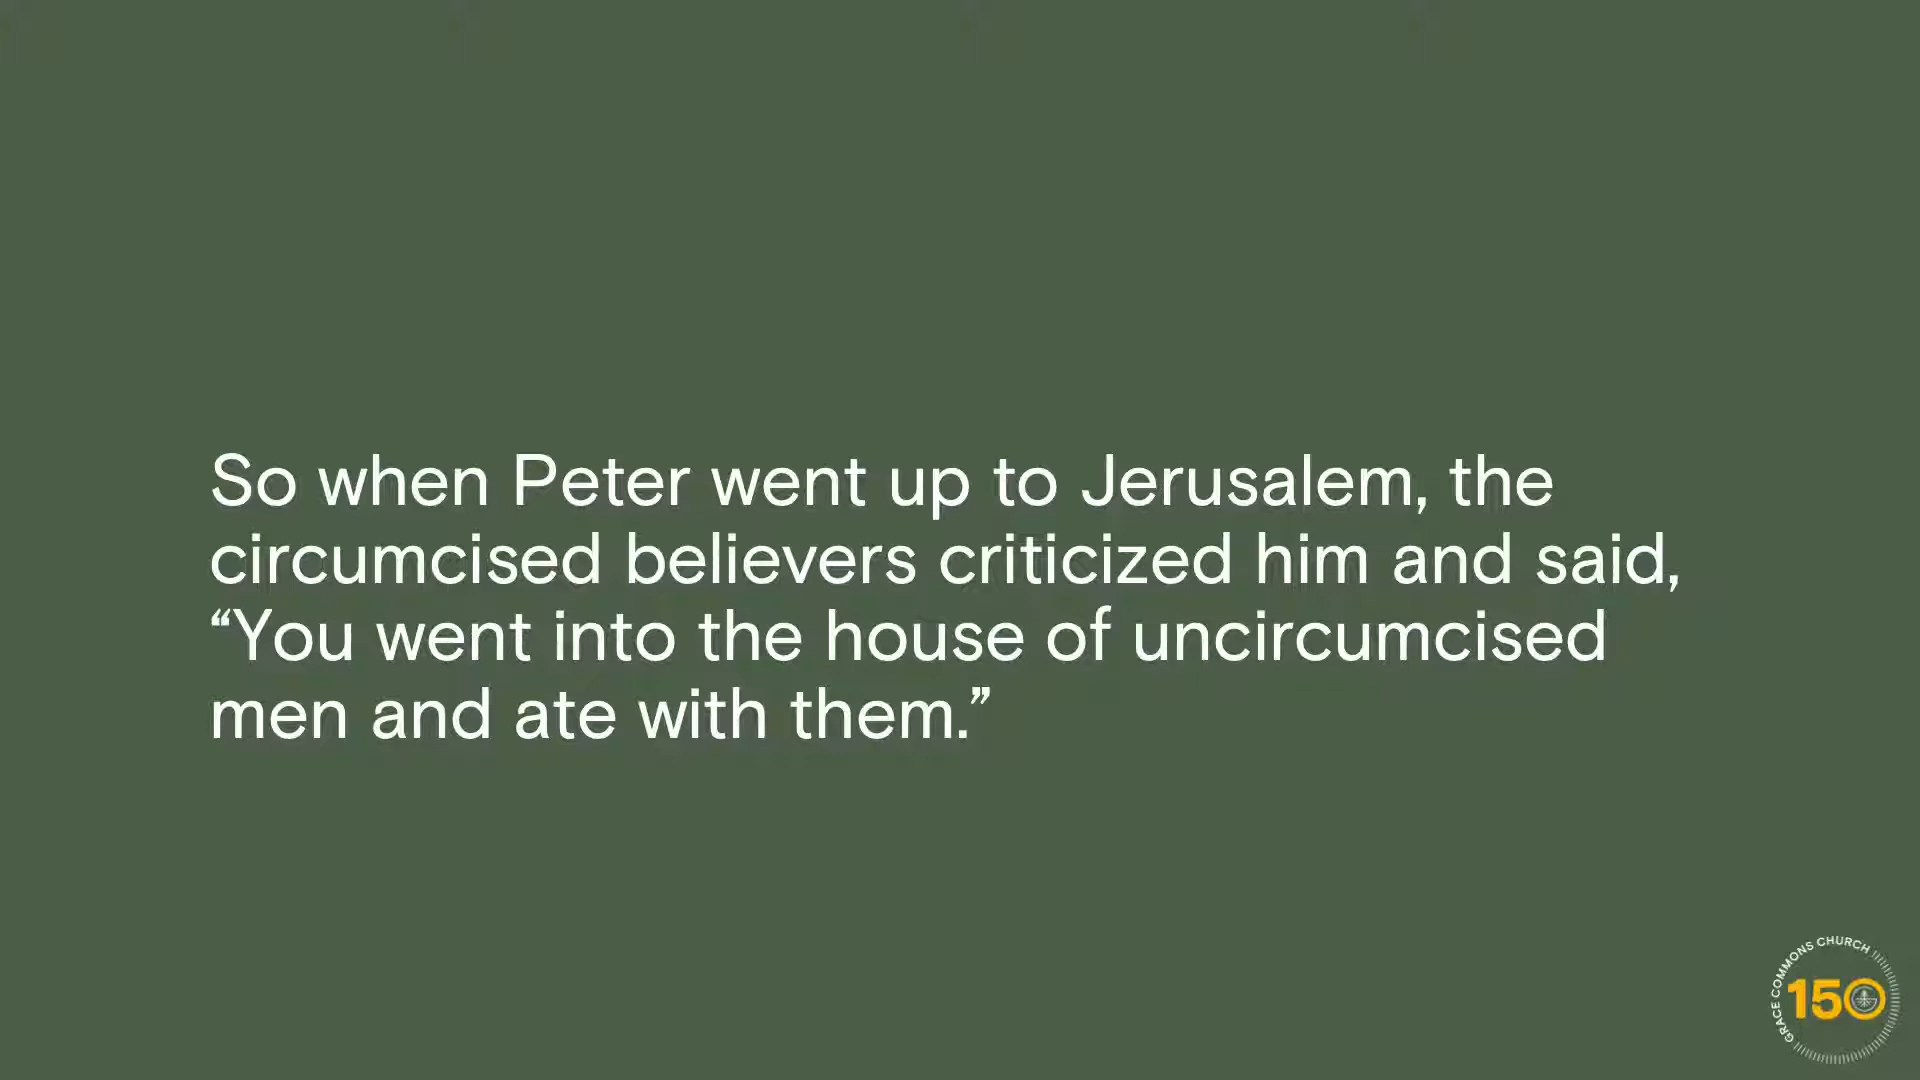 So when Peter went up to Jerusalem, the
circumcised believers criticized him and said,
“You went into the house of uncircumcised
men and ate with them.”
GRACE COMMONS CHURCH
150